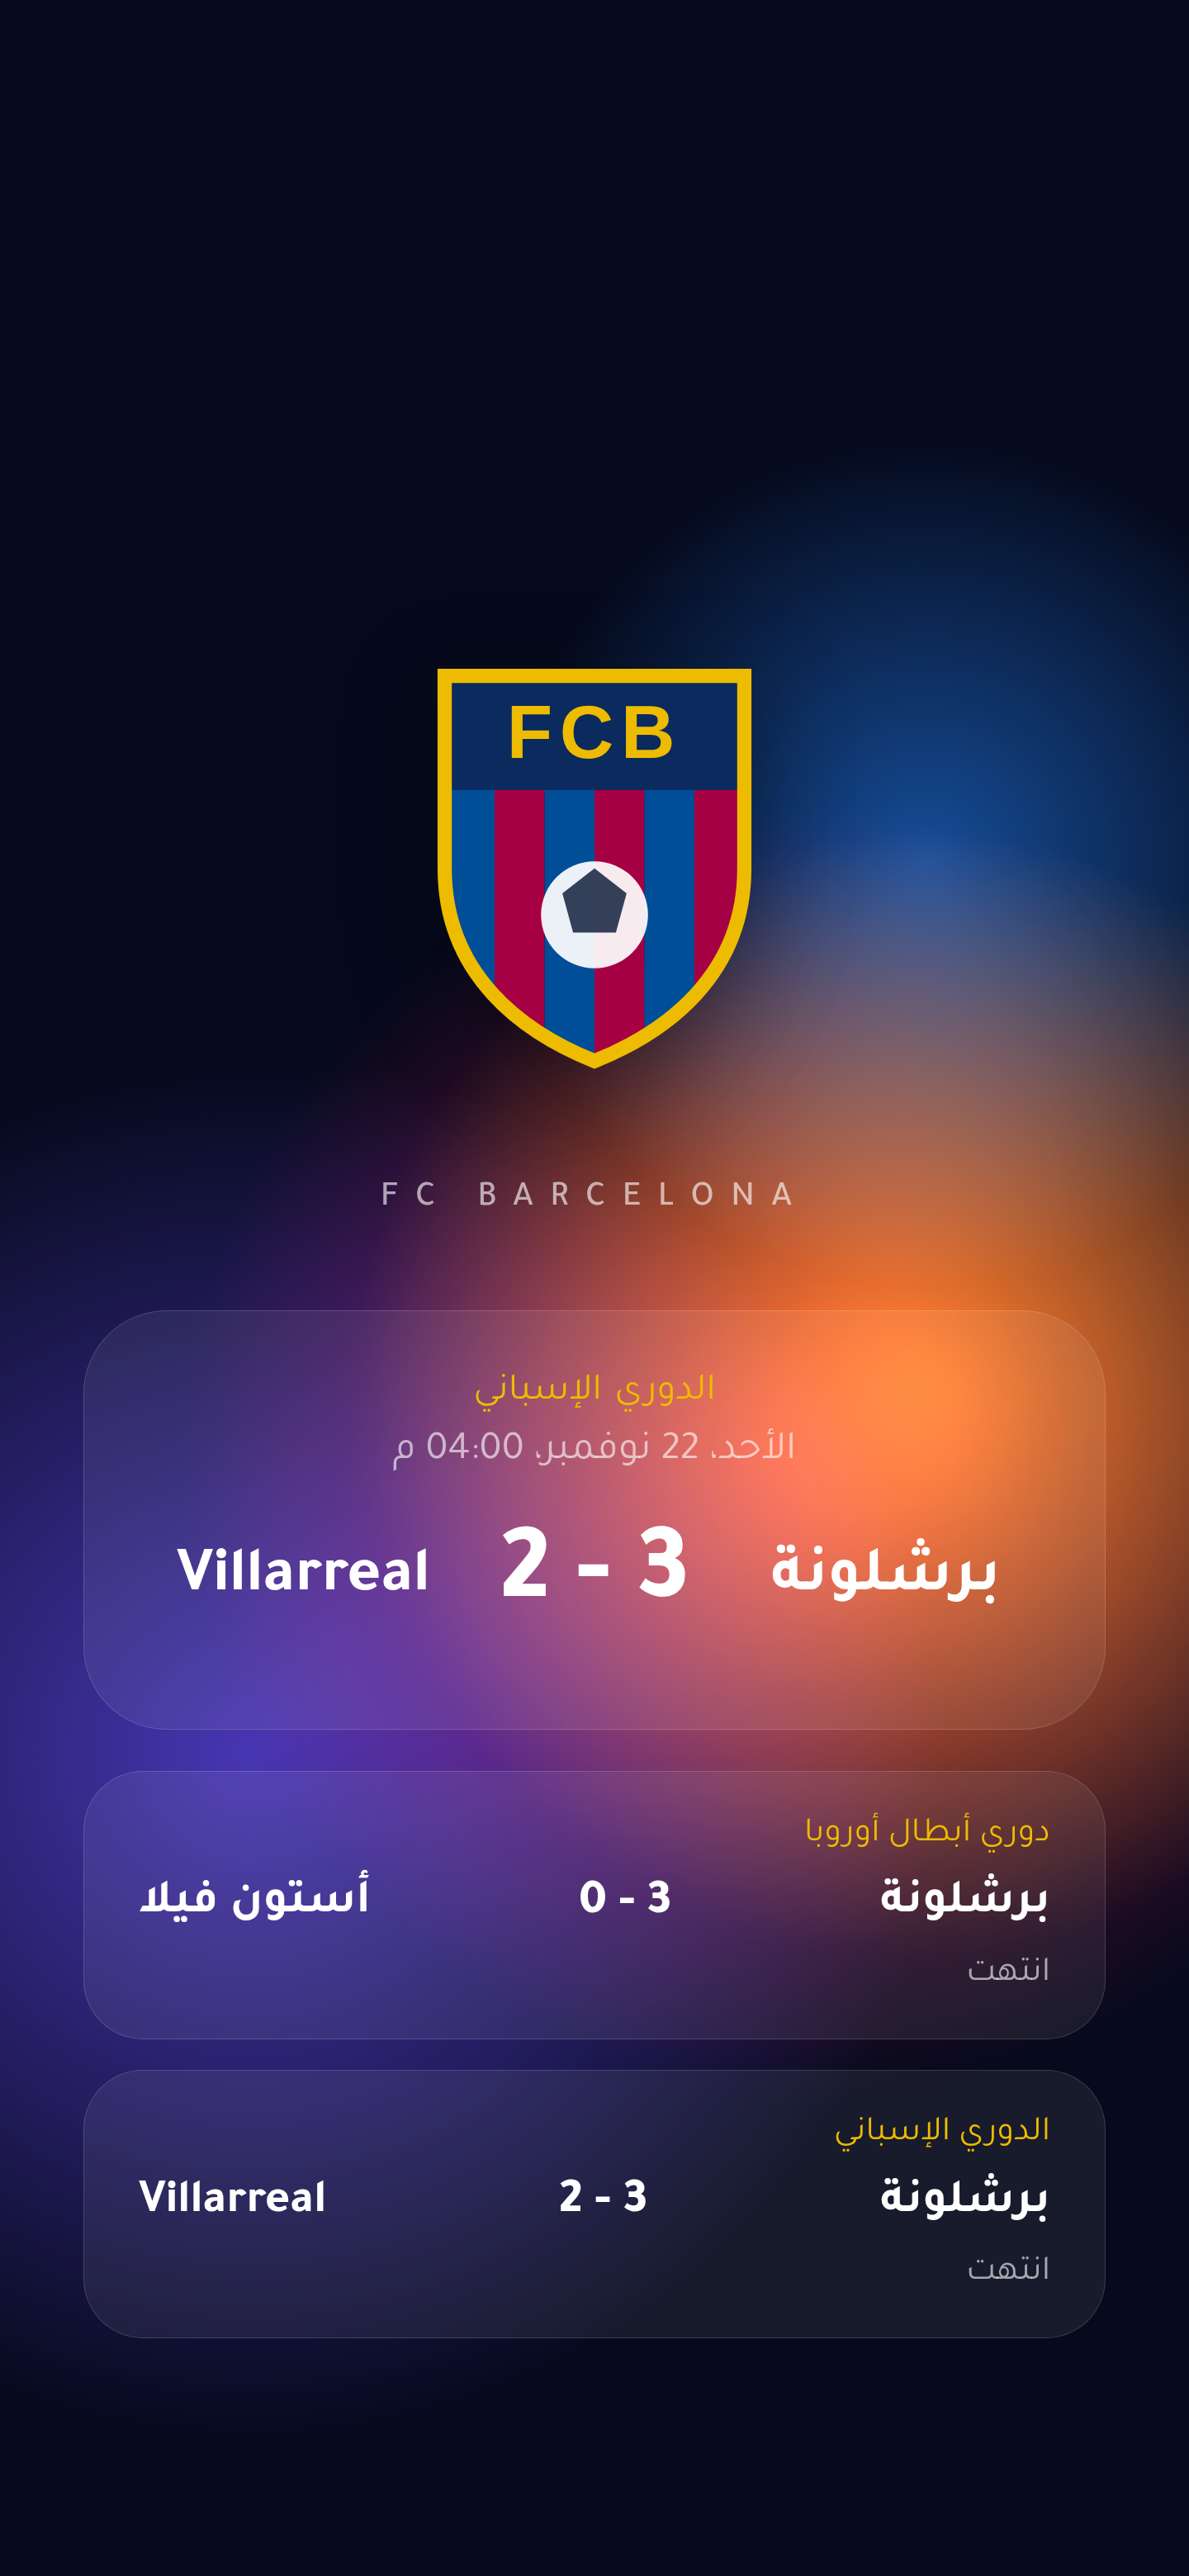 FCB
FC BARCELONA
الدوري الإسباني
الأحد، 22 نوفمبر، 04:00 م
برشلونة 3 - 2 Villarreal
دوري أبطال أوروبا
برشلونة 3 - 0 أستون فيلا
انتهت
الدوري الإسباني
برشلونة 3 - 2 Villarreal
انتهت